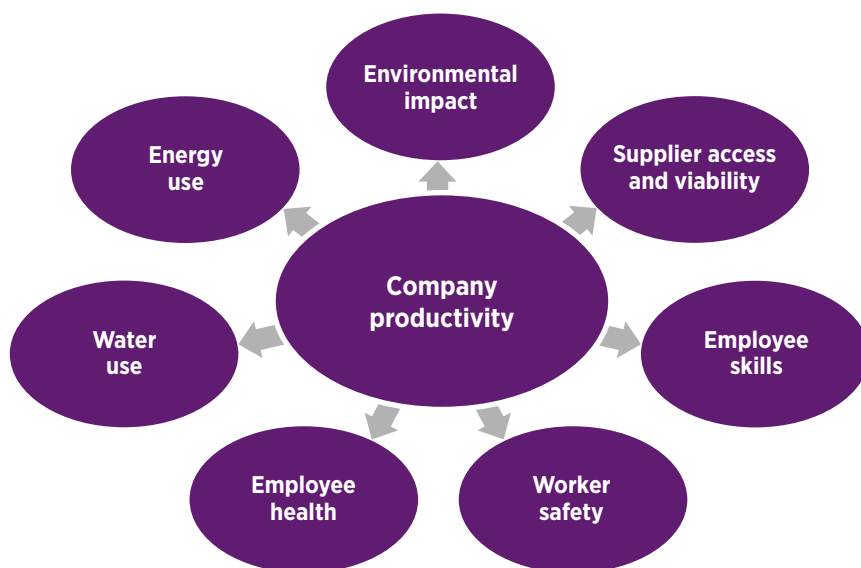 Environmental
impact
Energy
use
Supplier access
and viability
Company
productivity
Water
use
Employee
skills
Employee
health
Worker
safety